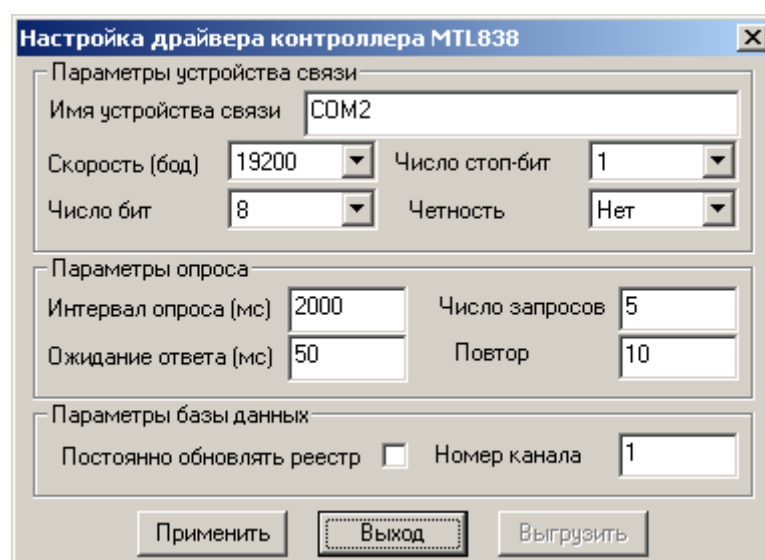 Настройка драйвера контроллера MTL838
Параметры устройства связи
Имя устройства связи COM2
Скорость (бод) 19200 Число стоп-бит 1
Число бит 8 Четность Нет
Параметры опроса
Интервал опроса (мс) 2000 Число запросов 5
Ожидание ответа (мс) 50 Повтор 10
Параметры базы данных
Постоянно обновлять реестр Номер канала 1
Применить Выход Выгрузить